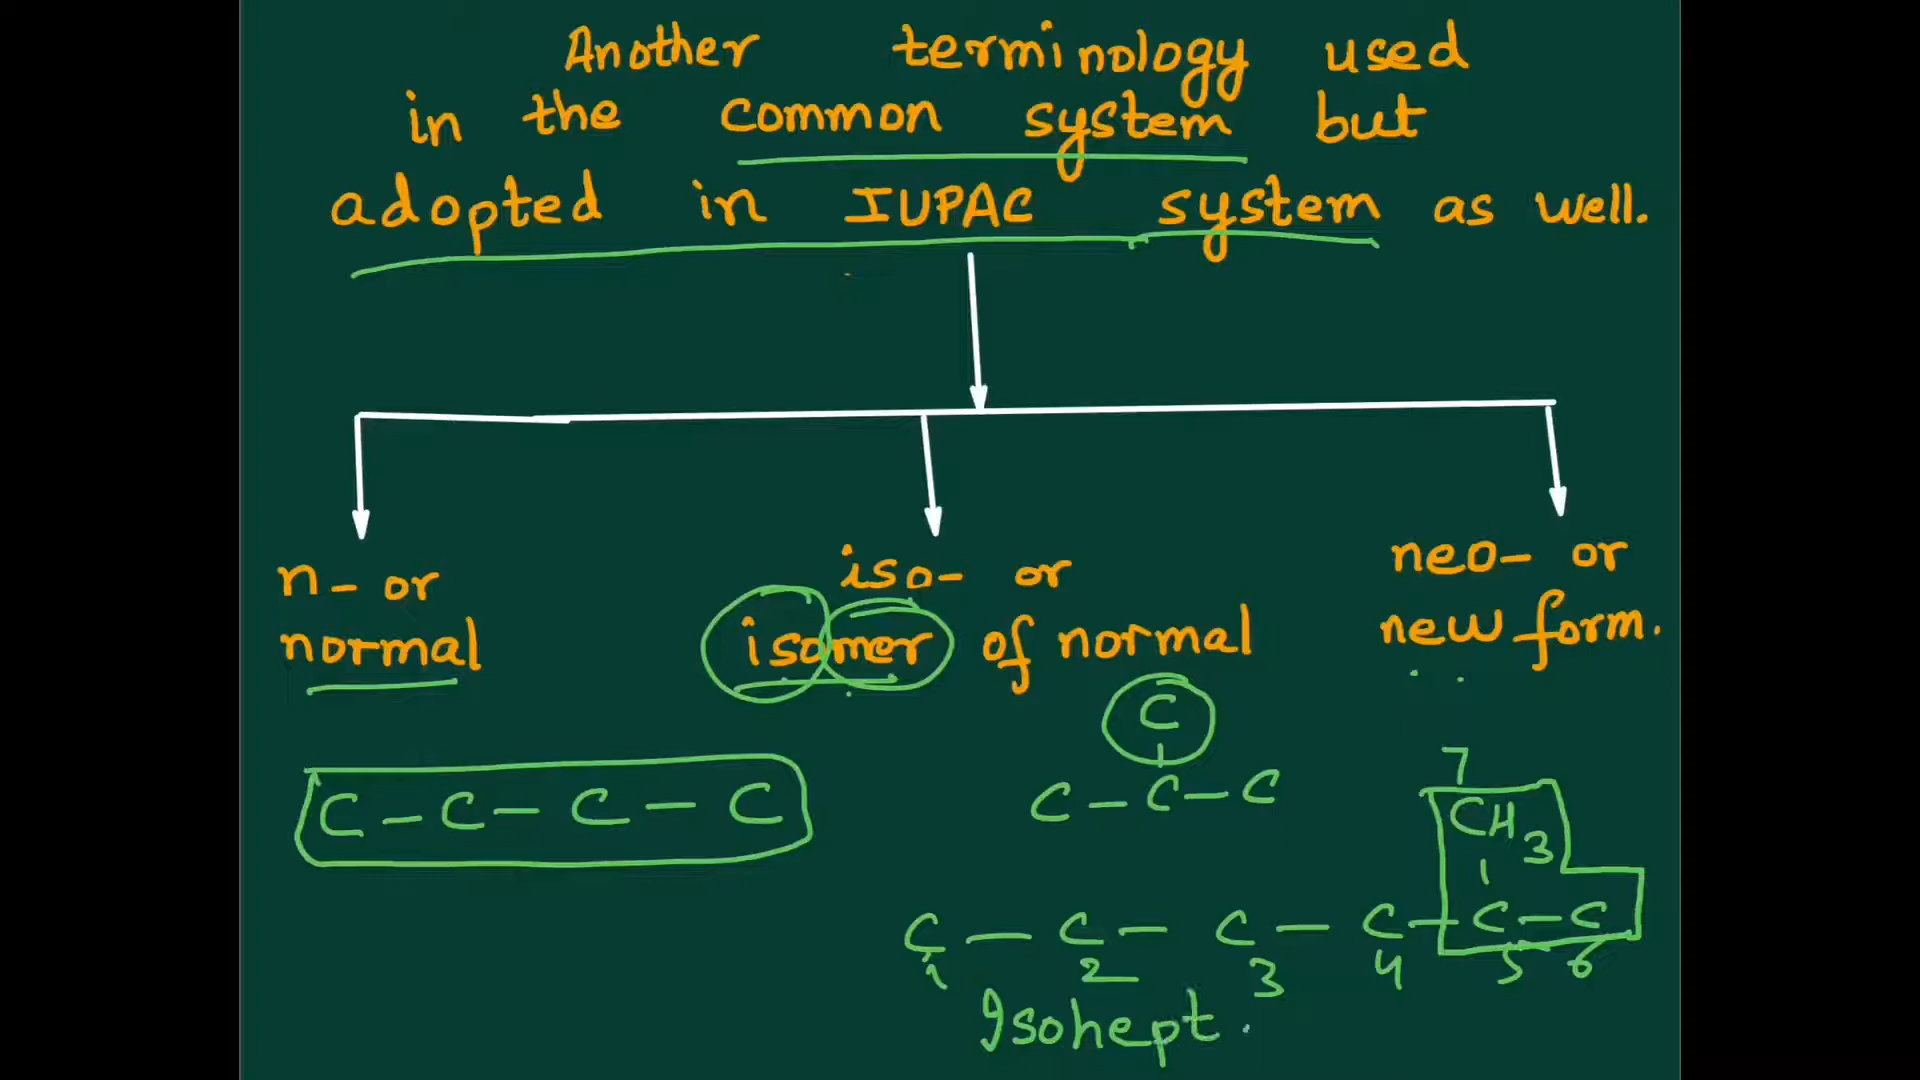 Another terminology used
in the common system but
adopted in IUPAC system as well.
n- or
normal
iso- or
isomer of normal
neo- or
new form.
C
C - C - C - C
C - C - C
7
CH3
C - C - C - C - C - C
1 2 3 4 5 6
Isohept.